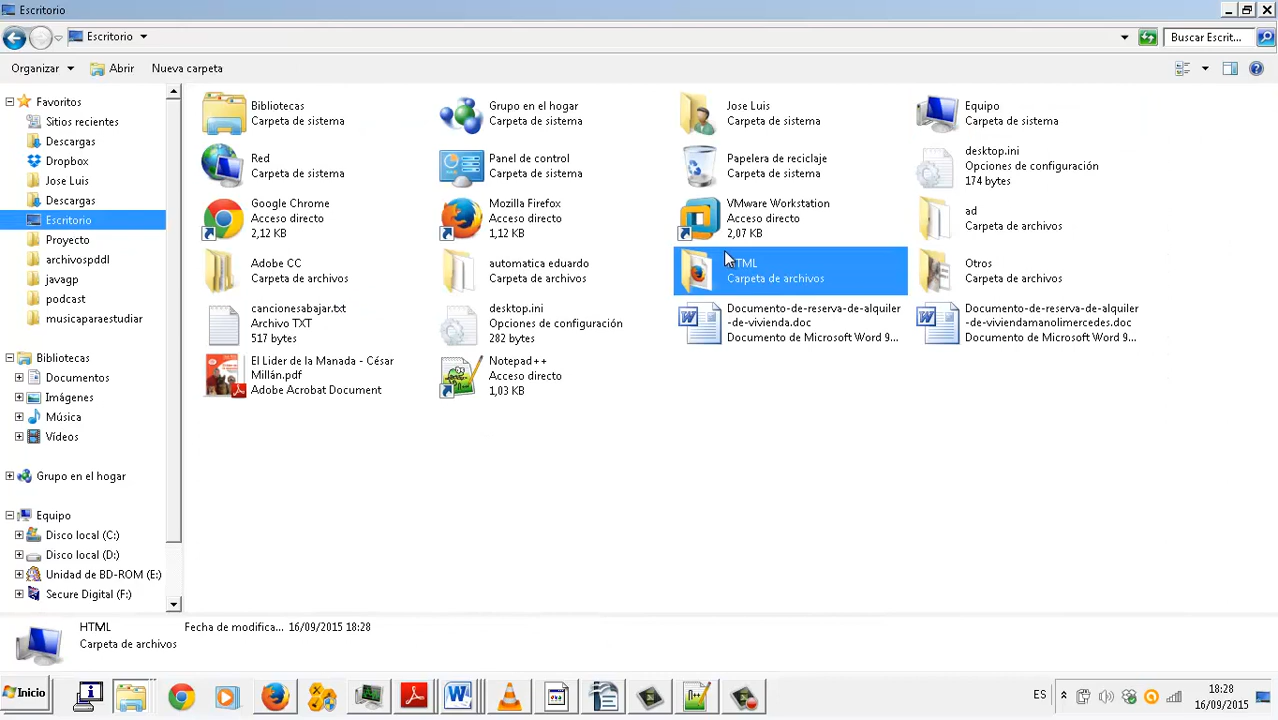 Escritorio
Escritorio
Buscar Escrit...
Organizar
Abrir
Nueva carpeta
Favoritos
Sitios recientes
Descargas
Dropbox
Jose Luis
Descargas
Escritorio
Proyecto
archivospddl
javagp
podcast
musicaparaestudiar
Bibliotecas
Documentos
Imágenes
Música
Vídeos
Grupo en el hogar
Equipo
Disco local (C:)
Disco local (D:)
Unidad de BD-ROM (E:)
Secure Digital (F:)
Bibliotecas
Carpeta de sistema
Grupo en el hogar
Carpeta de sistema
Jose Luis
Carpeta de sistema
Equipo
Carpeta de sistema
Red
Carpeta de sistema
Panel de control
Carpeta de sistema
Papelera de reciclaje
Carpeta de sistema
desktop.ini
Opciones de configuración
174 bytes
Google Chrome
Acceso directo
2,12 KB
Mozilla Firefox
Acceso directo
1,12 KB
VMware Workstation
Acceso directo
2,07 KB
ad
Carpeta de archivos
Adobe CC
Carpeta de archivos
automatica eduardo
Carpeta de archivos
HTML
Carpeta de archivos
Otros
Carpeta de archivos
cancionesabajar.txt
Archivo TXT
517 bytes
desktop.ini
Opciones de configuración
282 bytes
Documento-de-reserva-de-alquiler
-de-vivienda.doc
Documento de Microsoft Word 9...
Documento-de-reserva-de-alquiler
-de-viviendamanolimercedes.doc
Documento de Microsoft Word 9...
El Lider de la Manada - César
Millán.pdf
Adobe Acrobat Document
Notepad++
Acceso directo
1,03 KB
HTML
Fecha de modifica... 16/09/2015 18:28
Carpeta de archivos
Inicio
ES
18:28
16/09/2015